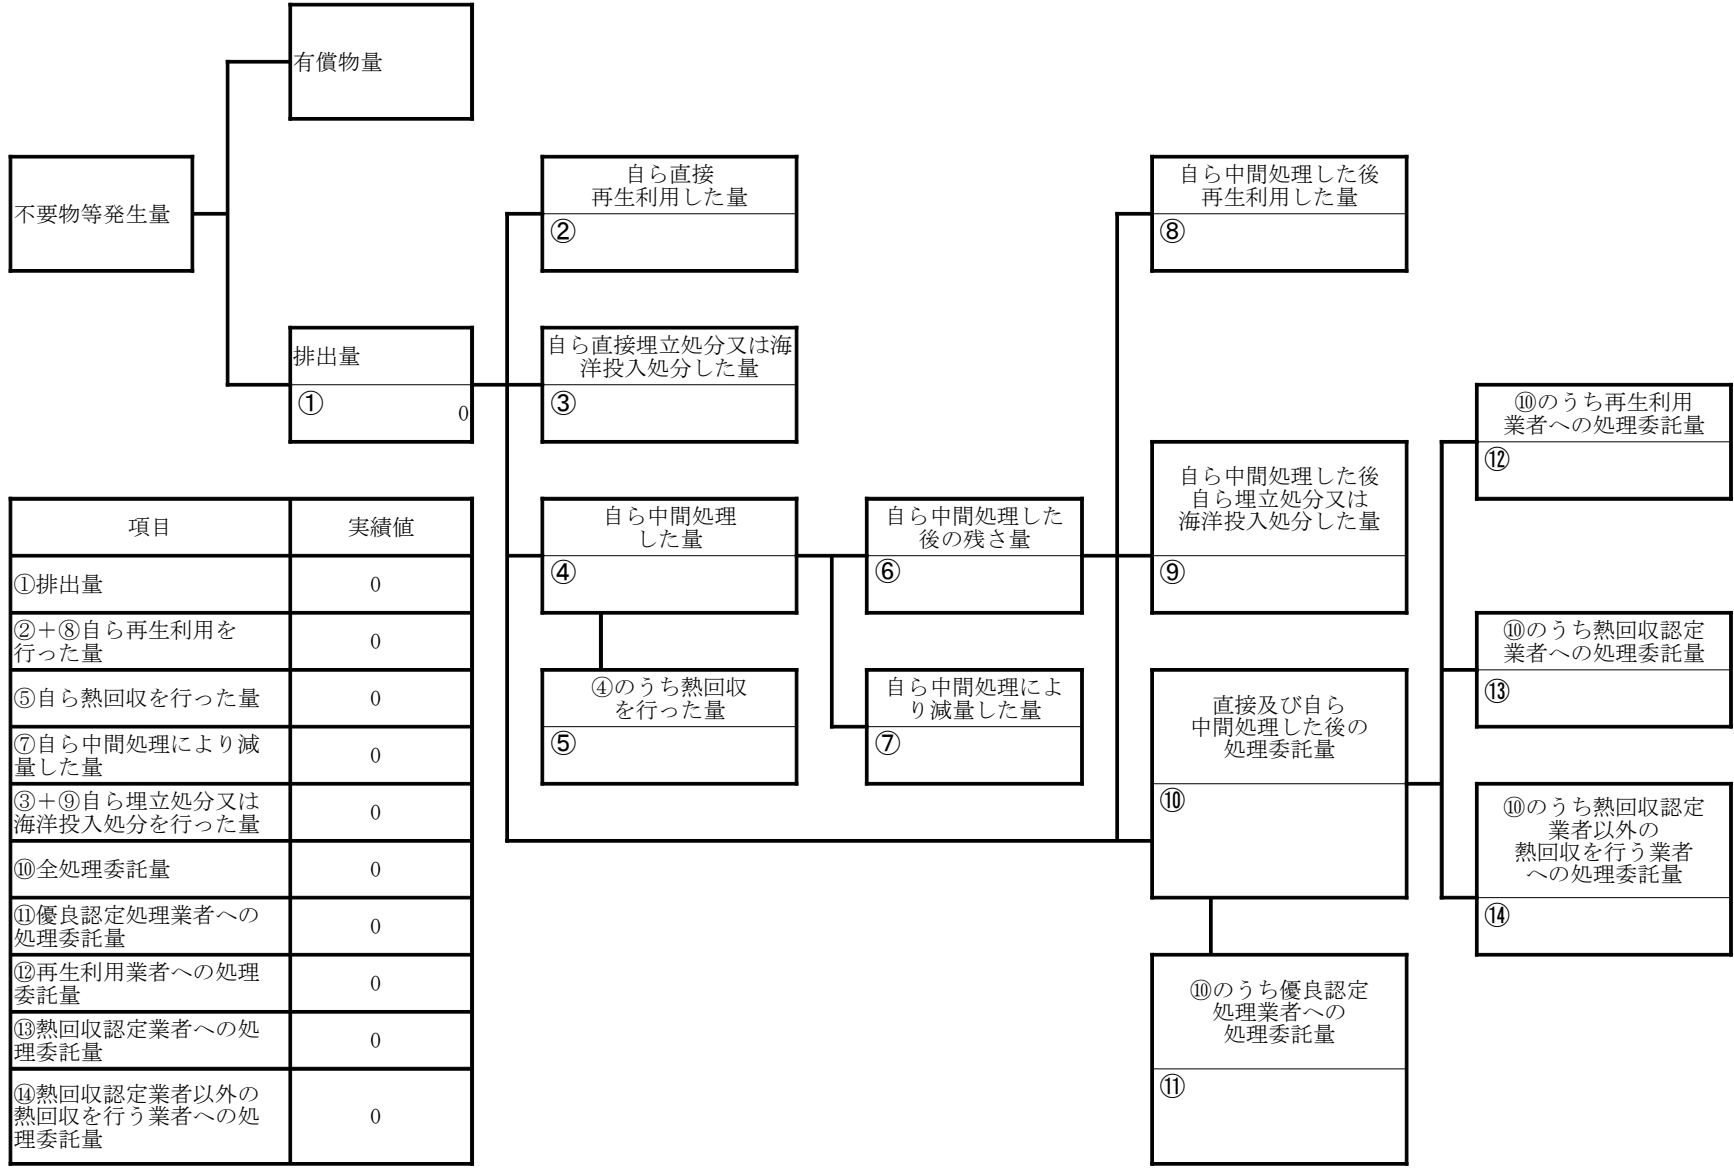 有償物量
不要物等発生量
自ら直接
再生利用した量
②
自ら中間処理した後
再生利用した量
⑧
排出量
①
0
自ら直接埋立処分又は海
洋投入処分した量
③
⑩のうち再生利用
業者への処理委託量
⑫
自ら中間処理した後
自ら埋立処分又は
海洋投入処分した量
⑨
自ら中間処理
した量
④
自ら中間処理した
後の残さ量
⑥
⑩のうち熱回収認定
業者への処理委託量
⑬
④のうち熱回収
を行った量
⑤
自ら中間処理によ
り減量した量
⑦
直接及び自ら
中間処理した後の
処理委託量
⑩
⑩のうち熱回収認定
業者以外の
熱回収を行う業者
への処理委託量
⑭
⑩のうち優良認定
処理業者への
処理委託量
⑪
項目
実績値
①排出量
0
②＋⑧自ら再生利用を
行った量
0
⑤自ら熱回収を行った量
0
⑦自ら中間処理により減
量した量
0
③＋⑨自ら埋立処分又は
海洋投入処分を行った量
0
⑩全処理委託量
0
⑪優良認定処理業者への
処理委託量
0
⑫再生利用業者への処理
委託量
0
⑬熱回収認定業者への処
理委託量
0
⑭熱回収認定業者以外の
熱回収を行う業者への処
理委託量
0